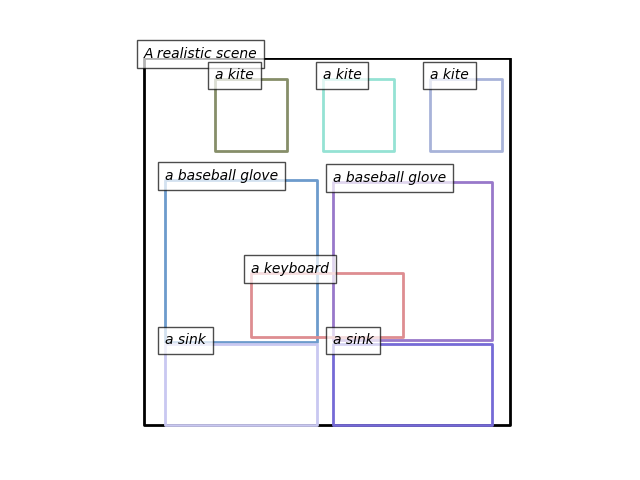 A realistic scene
a kite
a kite
a kite
a baseball glove
a baseball glove
a keyboard
a sink
a sink